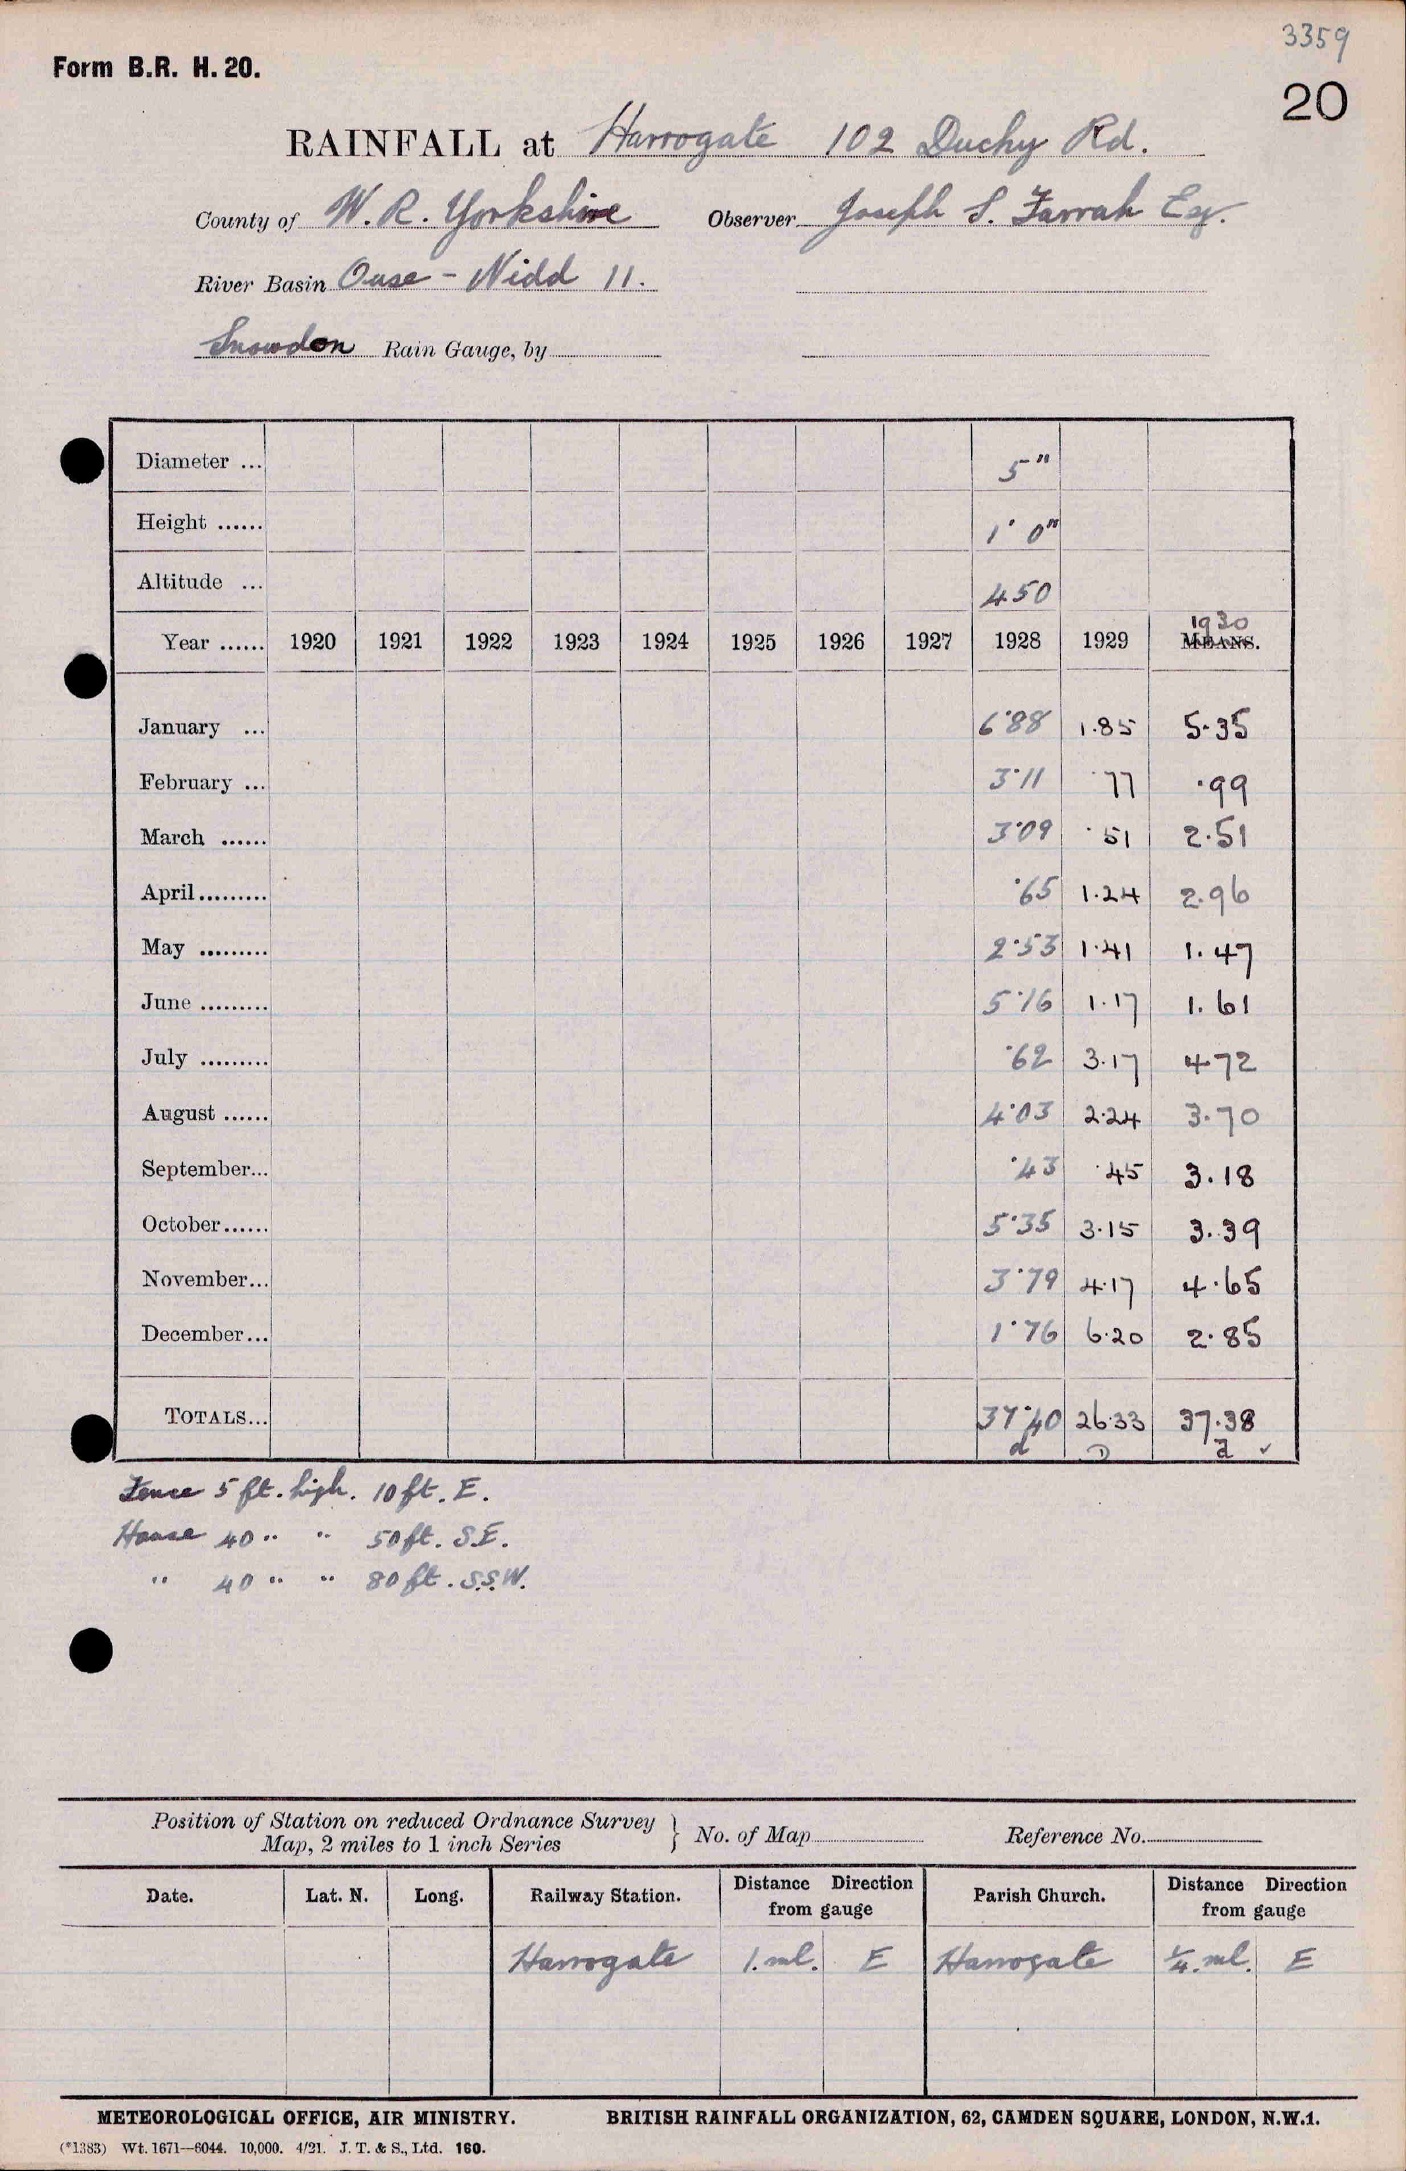 3359
Form B.R. H. 20.
20
RAINFALL at Harrogate 102 Duchy Rd.
County of W. R. Yorkshire Observer Joseph S. Farrah Esq.
River Basin Ouse - Nidd 11.
Snowdon Rain Gauge, by
Diameter ... 5"
Height ...... 1' 0"
Altitude ... 450
1930
Year ...... 1920 1921 1922 1923 1924 1925 1926 1927 1928 1929 MEANS.
January ... 6·88 1.85 5.35
February ... 3·11 ·77 ·99
March ...... 3·09 ·51 2.51
April ......... ·65 1.24 2.96
May ......... 2·53 1.41 1.47
June ......... 5·16 1.17 1.61
July ......... ·62 3.17 4.72
August ...... 4·03 2.24 3.70
September... ·43 ·45 3.18
October...... 5·35 3.15 3.39
November... 3·79 4.17 4.65
December... 1·76 6.20 2.85
TOTALS... 37·40 26.33 37.38
d D d ✓
Fence 5 ft. high. 10 ft. E.
House 40 " " 50 ft. S.E.
" 40 " " 80 ft. S.S.W.
Position of Station on reduced Ordnance Survey
Map, 2 miles to 1 inch Series } No. of Map Reference No.
Date. Lat. N. Long. Railway Station. Distance Direction from gauge Parish Church. Distance Direction from gauge
Harrogate 1. ml. E Harrogate 1/4. ml. E
METEOROLOGICAL OFFICE, AIR MINISTRY. BRITISH RAINFALL ORGANIZATION, 62, CAMDEN SQUARE, LONDON, N.W.1.
(*1383) Wt. 1671—6044. 10,000. 4/21. J. T. & S., Ltd. 160.